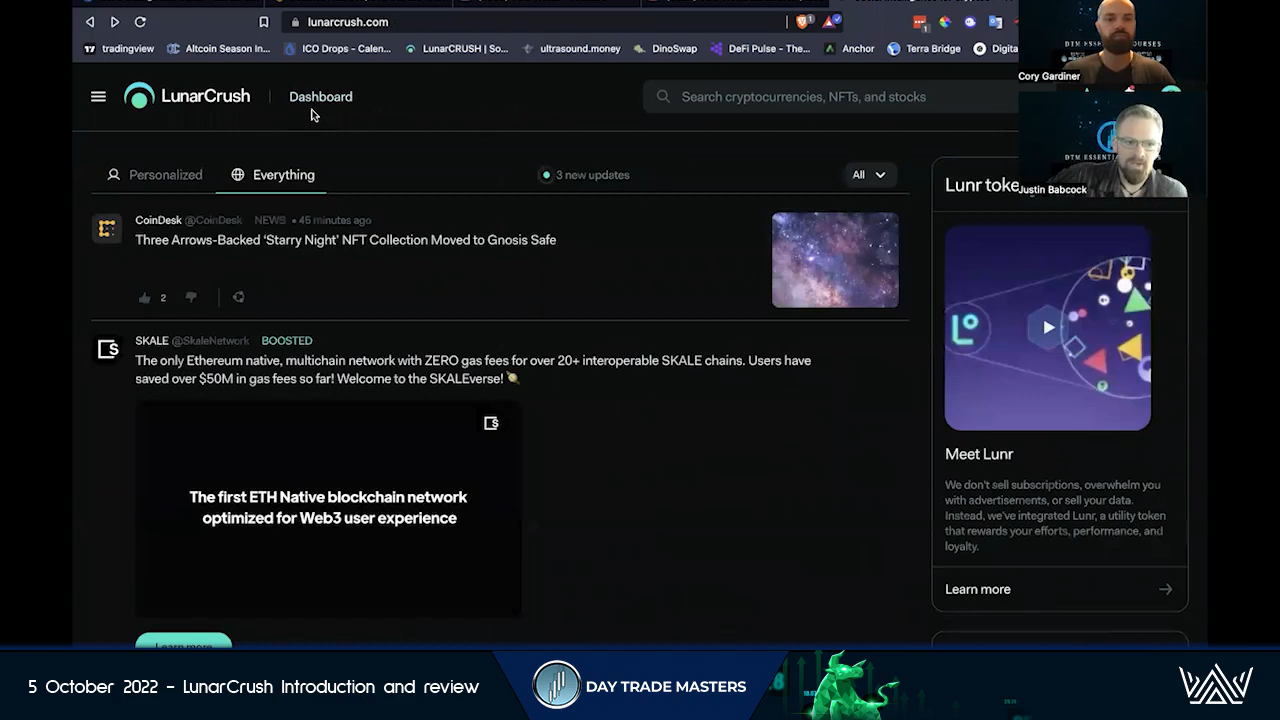 lunarcrush.com
1
tradingview
Altcoin Season In...
ICO Drops - Calen...
LunarCRUSH | So...
ultrasound.money
DinoSwap
DeFi Pulse - The...
Anchor
Terra Bridge
Digita
Cory Gardiner
LunarCrush
Dashboard
Search cryptocurrencies, NFTs, and stocks
Justin Babcock
Personalized
Everything
3 new updates
All
Lunr toke
CoinDesk @CoinDesk NEWS • 45 minutes ago
Three Arrows-Backed ‘Starry Night’ NFT Collection Moved to Gnosis Safe
2
SKALE @SkaleNetwork BOOSTED
The only Ethereum native, multichain network with ZERO gas fees for over 20+ interoperable SKALE chains. Users have
saved over $50M in gas fees so far! Welcome to the SKALEverse!
The first ETH Native blockchain network
optimized for Web3 user experience
Learn more
Meet Lunr
We don't sell subscriptions, overwhelm you
with advertisements, or sell your data.
Instead, we've integrated Lunr, a utility token
that rewards your efforts, performance, and
loyalty.
Learn more
5 October 2022 - LunarCrush Introduction and review
DAY TRADE MASTERS